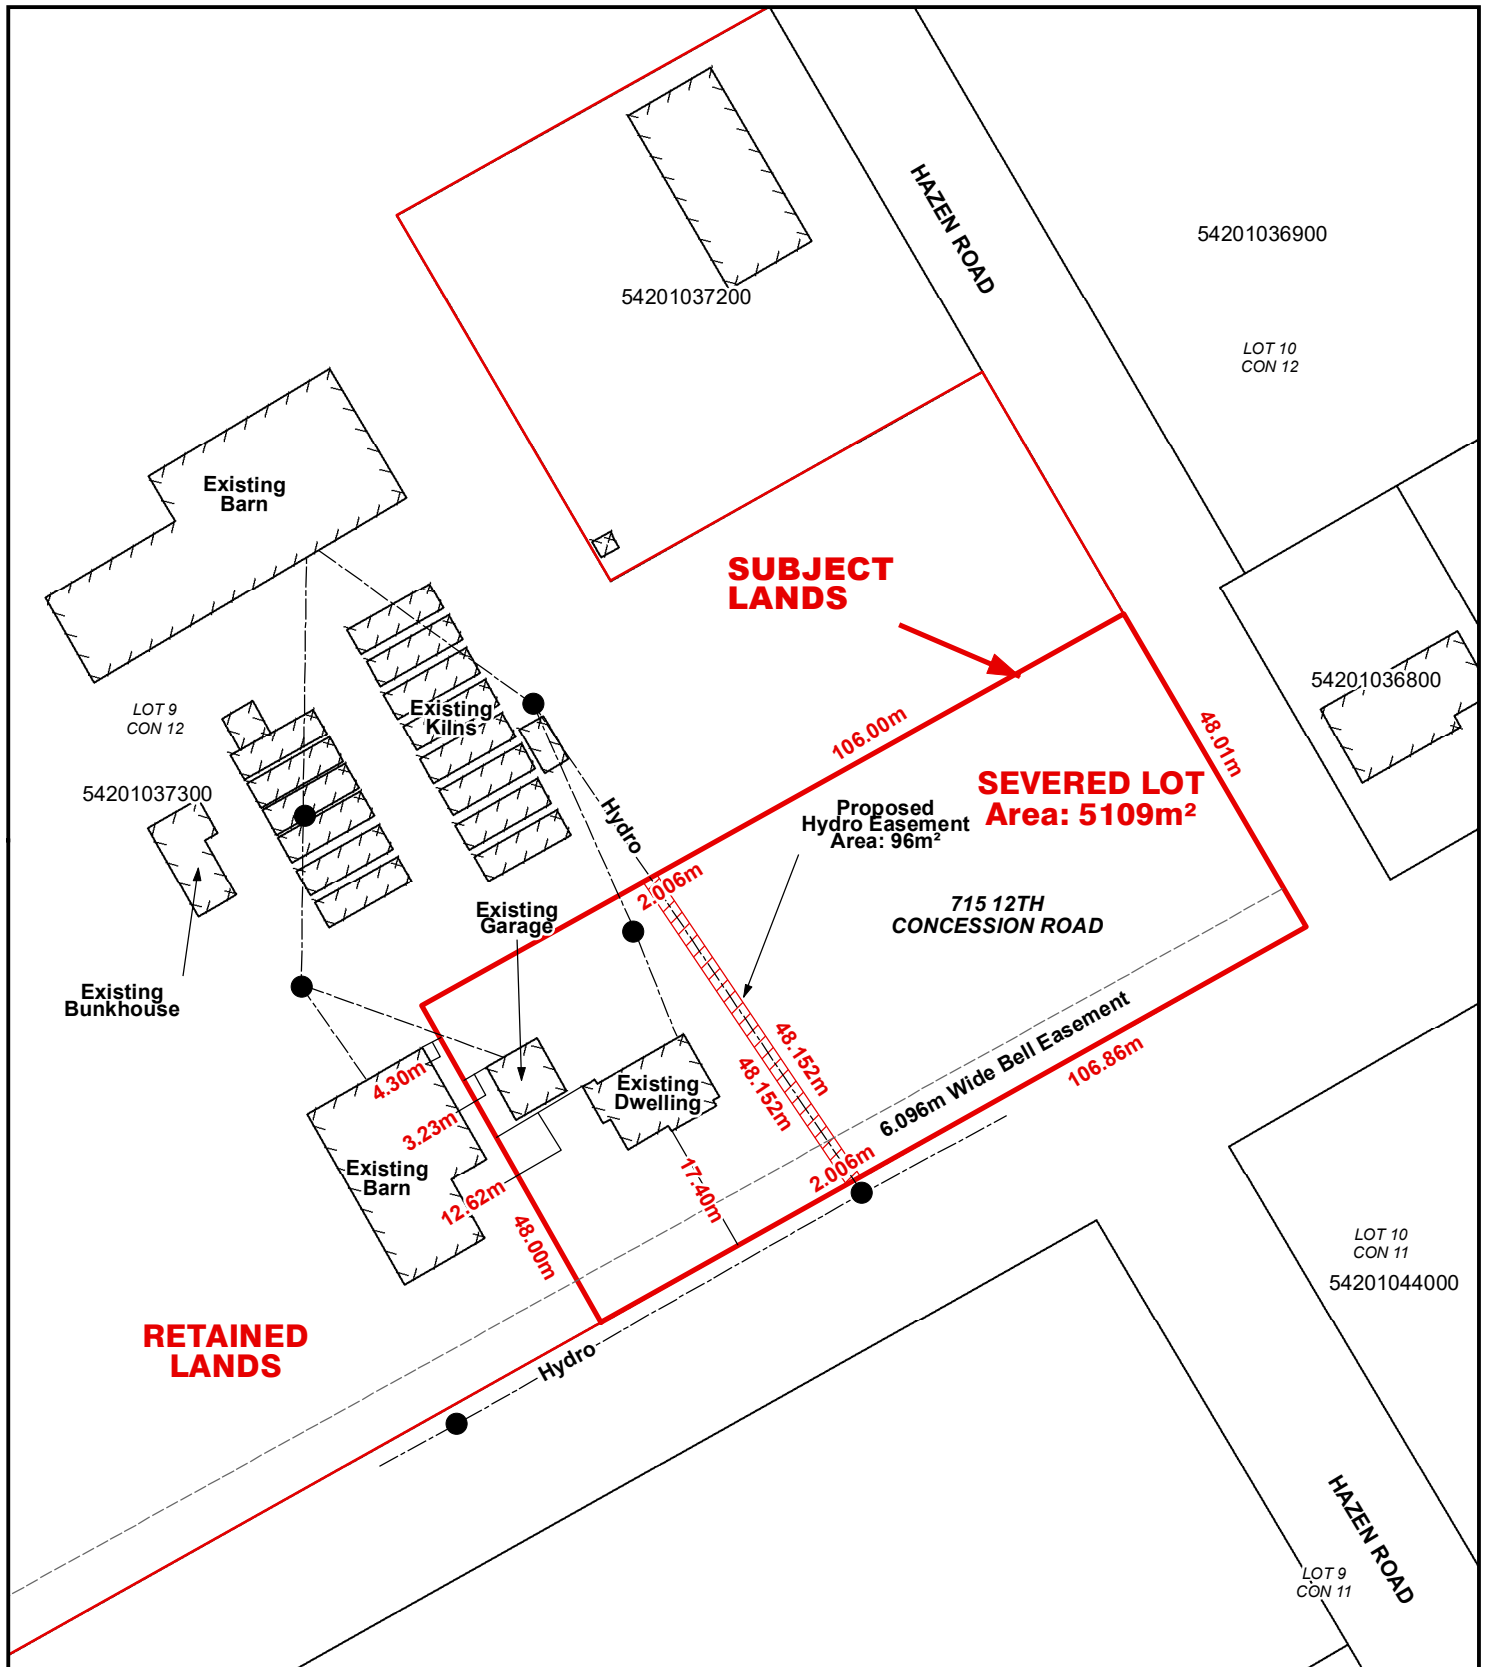 HAZEN ROAD
54201036900
54201037200
LOT 10
CON 12
Existing
Barn
SUBJECT
LANDS
54201036800
LOT 9
CON 12
Existing
Kilns
106.00m
48.01m
54201037300
Hydro
Proposed
Hydro Easement
Area: 96m²
SEVERED LOT
Area: 5109m²
2.006m
Existing
Garage
715 12TH
CONCESSION ROAD
Existing
Bunkhouse
48.152m
48.152m
6.096m Wide Bell Easement
106.86m
4.30m
3.23m
Existing
Dwelling
Existing
Barn
12.62m
48.00m
17.40m
2.006m
LOT 10
CON 11
54201044000
RETAINED
LANDS
Hydro
HAZEN ROAD
LOT 9
CON 11